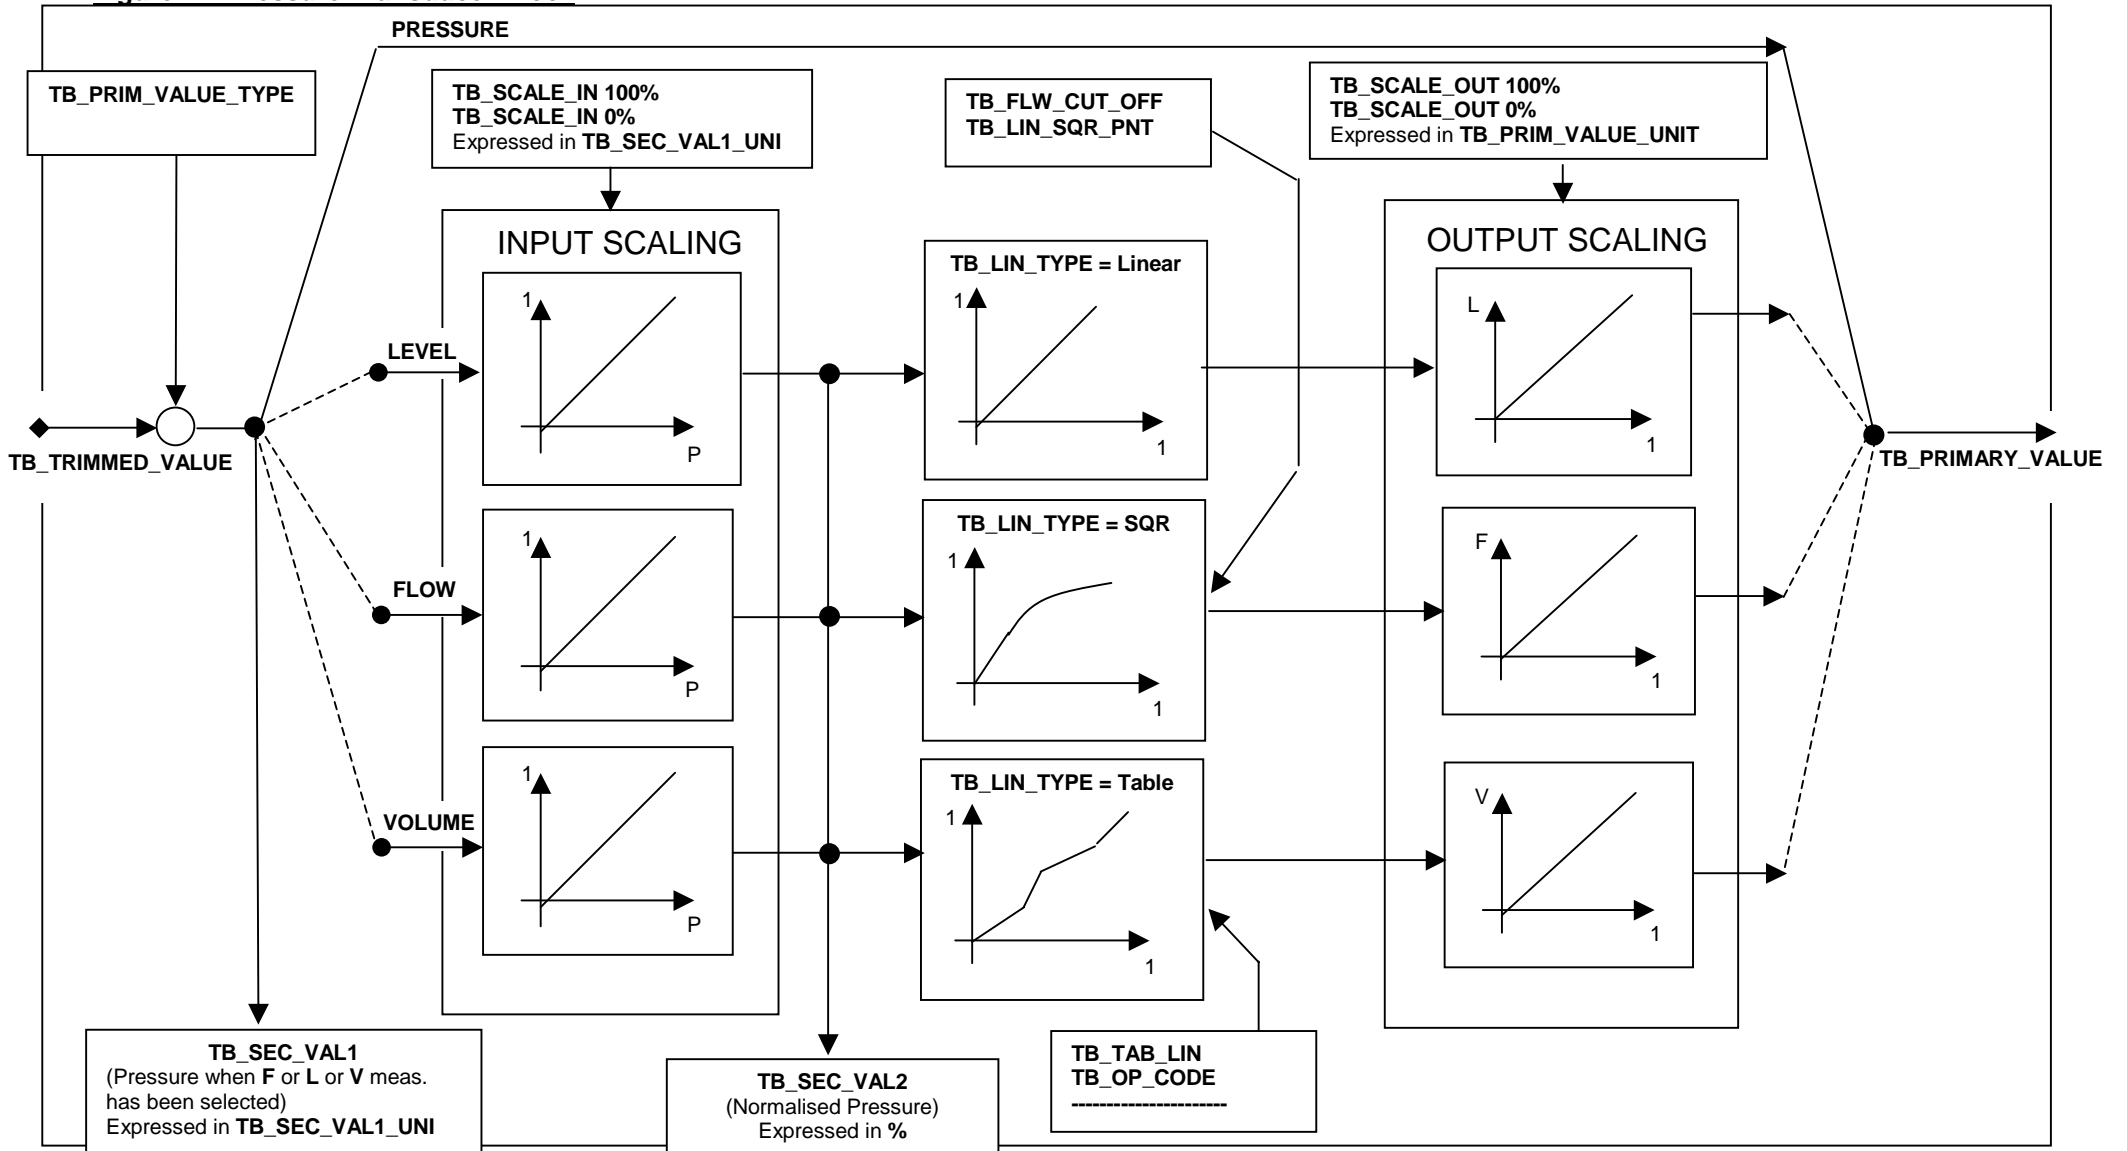 PRESSURE
TB_PRIM_VALUE_TYPE
TB_SCALE_IN 100%
TB_SCALE_IN 0%
Expressed in TB_SEC_VAL1_UNI
TB_FLW_CUT_OFF
TB_LIN_SQR_PNT
TB_SCALE_OUT 100%
TB_SCALE_OUT 0%
Expressed in TB_PRIM_VALUE_UNIT
INPUT SCALING
OUTPUT SCALING
TB_LIN_TYPE = Linear
1
P
1
1
L
1
LEVEL
TB_TRIMMED_VALUE
TB_PRIMARY_VALUE
TB_LIN_TYPE = SQR
1
P
1
1
F
1
FLOW
TB_LIN_TYPE = Table
1
P
1
1
V
1
VOLUME
TB_SEC_VAL1
(Pressure when F or L or V meas.
has been selected)
Expressed in TB_SEC_VAL1_UNI
TB_SEC_VAL2
(Normalised Pressure)
Expressed in %
TB_TAB_LIN
TB_OP_CODE
----------------------